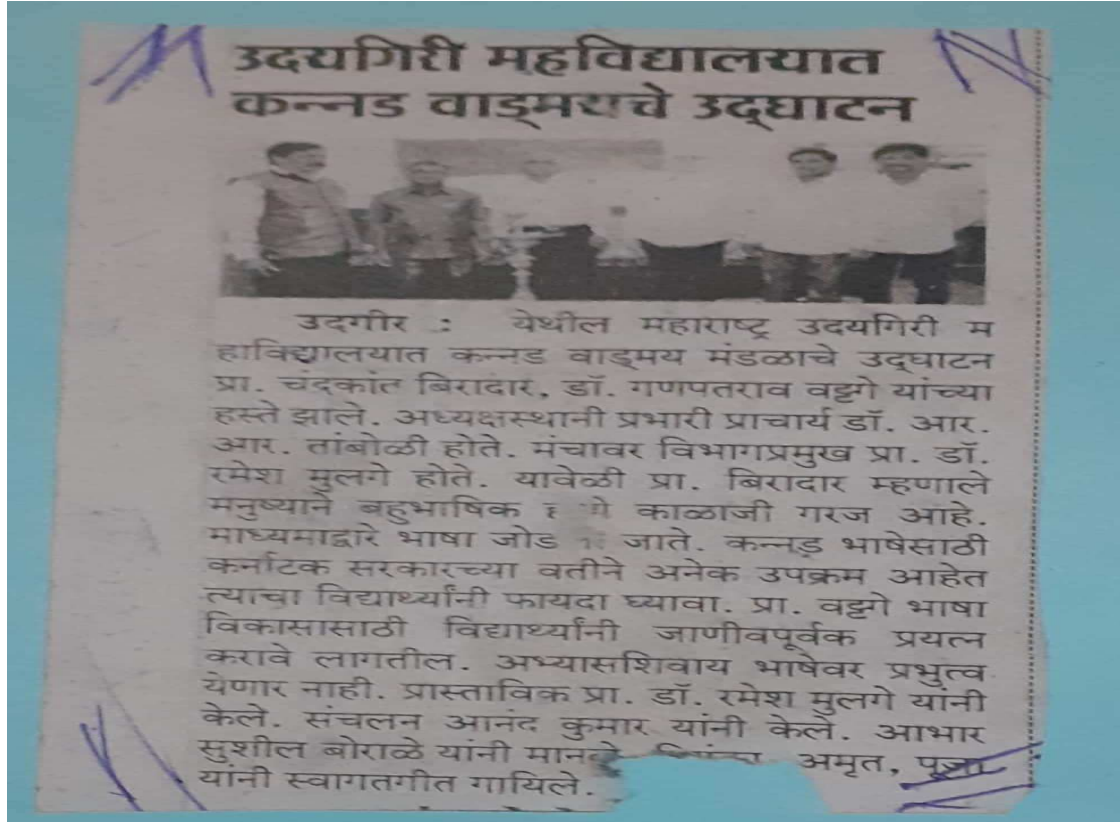 उदयगिरी महविद्यालयात
कन्नड वाड्मयाचे उद्‌घाटन
उदगीर : येथील महाराष्ट्र उदयगिरी म
हाविद्यालयात कन्नड वाड्मय मंडळाचे उद्‌घाटन
प्रा. चंद्रकांत बिरादार, डॉ. गणपतराव वट्टगे यांच्या
हस्ते झाले. अध्यक्षस्थानी प्रभारी प्राचार्य डॉ. आर.
आर. तांबोळी होते. मंचावर विभागप्रमुख प्रा. डॉ.
रमेश मुलगे होते. यावेळी प्रा. बिरादार म्हणाले
मनुष्याने बहुभाषिक काळाजी गरज आहे.
माध्यमाद्वारे भाषा जोड जाते. कन्नड भाषेसाठी
कर्नाटक सरकारच्या वतीने अनेक उपक्रम आहेत
त्याचा विद्यार्थ्यांनी फायदा घ्यावा. प्रा. वट्टगे भाषा
विकासासाठी विद्यार्थ्यांनी जाणीवपूर्वक प्रयत्न
करावे लागतील. अभ्यासशिवाय भाषेवर प्रभुत्व
येणार नाही. प्रास्ताविक प्रा. डॉ. रमेश मुलगे यांनी
केले. संचलन आनंद कुमार यांनी केले. आभार
सुशील बोराळे यांनी अमृत, पूजा
यांनी स्वागतगीत गायिले.